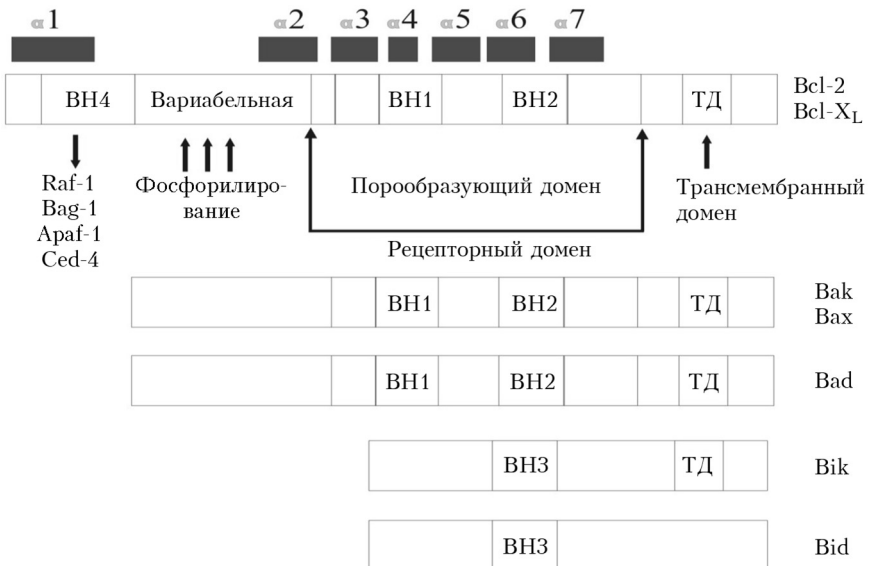 α1 α2 α3 α4 α5 α6 α7
BH4 Вариабельная BH1 BH2 ТД
Bcl-2
Bcl-XL
Raf-1
Bag-1
Apaf-1
Ced-4
Фосфорилиро-
вание
Порообразующий домен
Рецепторный домен
Трансмембранный
домен
BH1 BH2 ТД
Bak
Bax
BH1 BH2 ТД Bad
BH3 ТД Bik
BH3 Bid